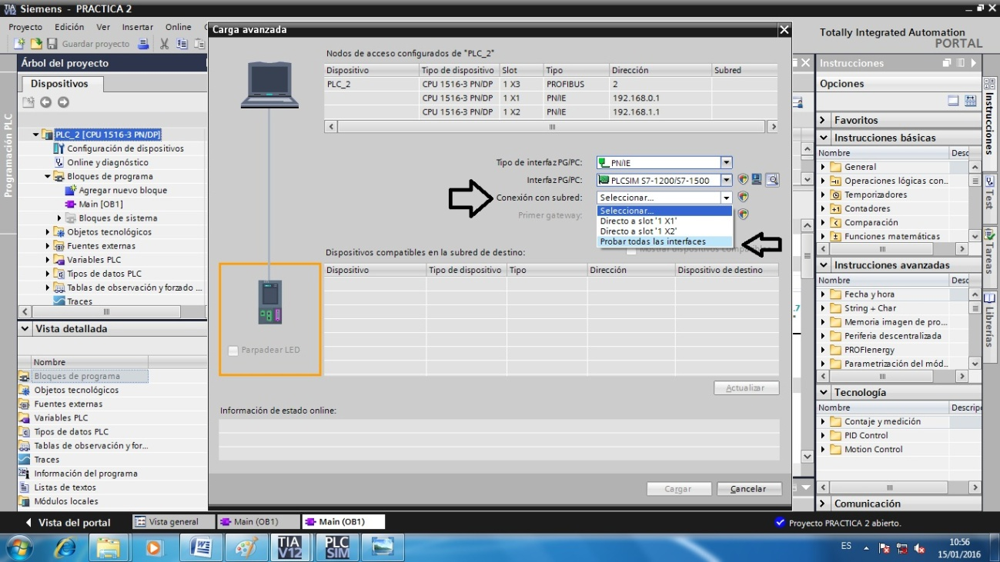 Siemens - PRACTICA 2
Proyecto Edición Ver Insertar Online
Guardar proyecto
Totally Integrated Automation
PORTAL
Programación PLC
Árbol del proyecto
Dispositivos
PLC_2 [CPU 1516-3 PN/DP]
Configuración de dispositivos
Online y diagnóstico
Bloques de programa
Agregar nuevo bloque
Main [OB1]
Bloques de sistema
Objetos tecnológicos
Fuentes externas
Variables PLC
Tipos de datos PLC
Tablas de observación y forzado ...
Traces
Vista detallada
Nombre
Bloques de programa
Objetos tecnológicos
Fuentes externas
Variables PLC
Tipos de datos PLC
Tablas de observación y for...
Traces
Información del programa
Listas de textos
Módulos locales
Carga avanzada
Nodos de acceso configurados de "PLC_2"
Dispositivo Tipo de dispositivo Slot Tipo Dirección Subred
PLC_2 CPU 1516-3 PN/DP 1 X3 PROFIBUS 2
CPU 1516-3 PN/DP 1 X1 PN/IE 192.168.0.1
CPU 1516-3 PN/DP 1 X2 PN/IE 192.168.1.1
Tipo de interfaz PG/PC: PN/IE
Interfaz PG/PC: PLCSIM S7-1200/S7-1500
Conexión con subred: Seleccionar...
Primer gateway:
Seleccionar...
Directo a slot '1 X1'
Directo a slot '1 X2'
Probar todas las interfaces
Dispositivos compatibles en la subred de destino:
Mostrar dispositivos
Dispositivo Tipo de dispositivo Tipo Dirección Dispositivo de destino
Parpadear LED
Actualizar
Información de estado online:
Cargar Cancelar
Instrucciones
Opciones
Favoritos
Instrucciones básicas
Nombre Desc
General
Operaciones lógicas con...
Temporizadores
Contadores
Comparación
Funciones matemáticas
Instrucciones avanzadas
Nombre Desc
Fecha y hora
String + Char
Memoria imagen de pro...
Periferia descentralizada
PROFIenergy
Parametrización del mód...
Tecnología
Nombre Descrip
Contaje y medición
PID Control
Motion Control
Comunicación
Instrucciones
Test
Tareas
Librerías
Vista del portal Vista general Main (OB1) Main (OB1)
Proyecto PRACTICA 2 abierto.
TIA V12
PLC SIM
ES
10:56
15/01/2016